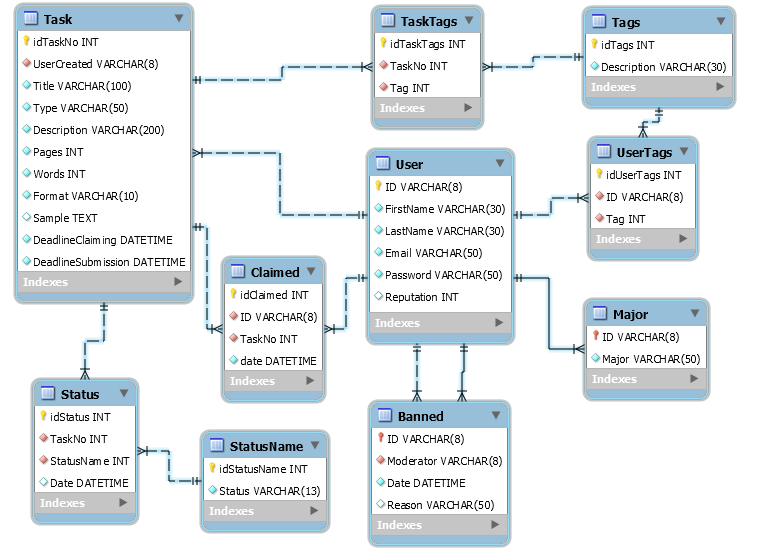 Task
idTaskNo INT
UserCreated VARCHAR(8)
Title VARCHAR(100)
Type VARCHAR(50)
Description VARCHAR(200)
Pages INT
Words INT
Format VARCHAR(10)
Sample TEXT
DeadlineClaiming DATETIME
DeadlineSubmission DATETIME
Indexes
TaskTags
idTaskTags INT
TaskNo INT
Tag INT
Indexes
Tags
idTags INT
Description VARCHAR(30)
Indexes
User
ID VARCHAR(8)
FirstName VARCHAR(30)
LastName VARCHAR(30)
Email VARCHAR(50)
Password VARCHAR(50)
Reputation INT
Indexes
UserTags
idUserTags INT
ID VARCHAR(8)
Tag INT
Indexes
Claimed
idClaimed INT
ID VARCHAR(8)
TaskNo INT
date DATETIME
Indexes
Major
ID VARCHAR(8)
Major VARCHAR(50)
Indexes
Status
idStatus INT
TaskNo INT
StatusName INT
Date DATETIME
Indexes
StatusName
idStatusName INT
Status VARCHAR(13)
Indexes
Banned
ID VARCHAR(8)
Moderator VARCHAR(8)
Date DATETIME
Reason VARCHAR(50)
Indexes